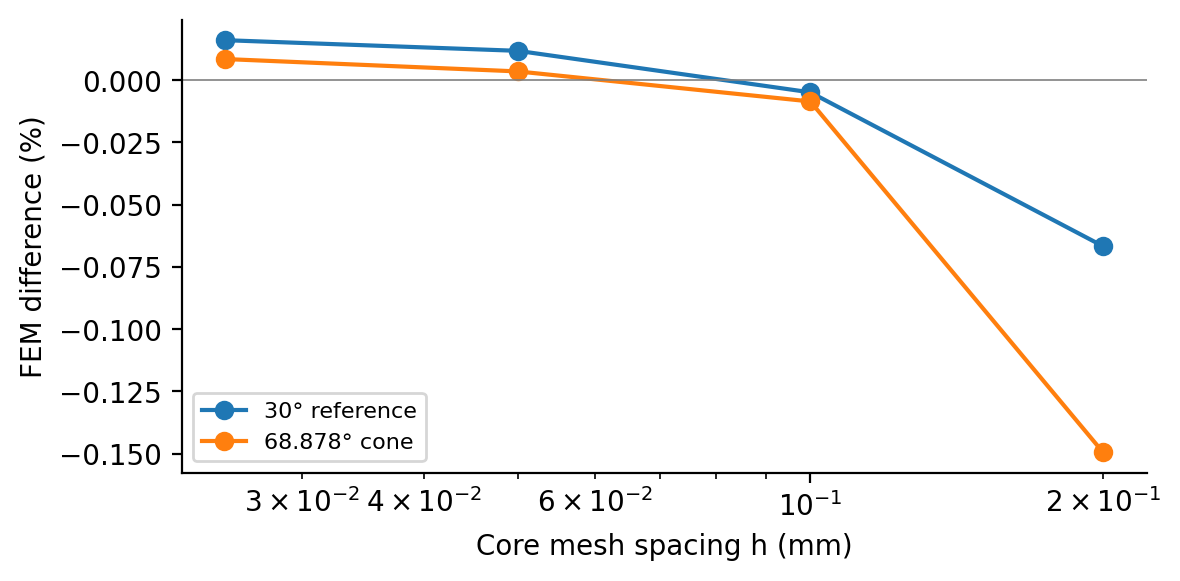 FEM difference (%)
0.000
−0.025
−0.050
−0.075
−0.100
−0.125
−0.150
30° reference
68.878° cone
3 × 10⁻² 4 × 10⁻² 6 × 10⁻² 10⁻¹ 2 × 10⁻¹
Core mesh spacing h (mm)